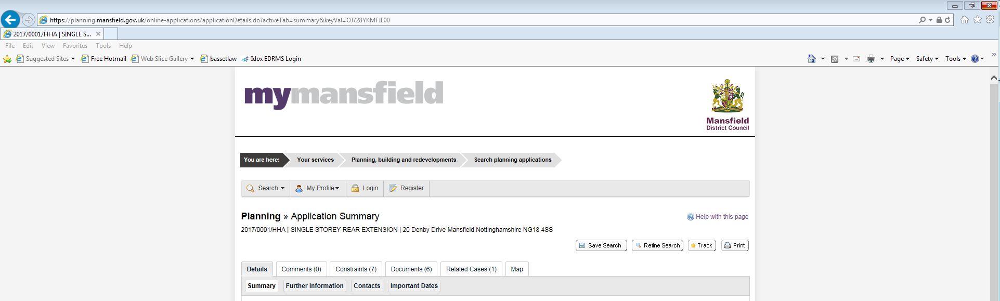 https://planning.mansfield.gov.uk/online-applications/applicationDetails.do?activeTab=summary&keyVal=OJ728YKMFJE00
2017/0001/HHA | SINGLE S...
File Edit View Favorites Tools Help
Suggested Sites Free Hotmail Web Slice Gallery bassetlaw Idox EDRMS Login Page Safety Tools
mymansfield
Mansfield
District Council
You are here: Your services Planning, building and redevelopments Search planning applications
Search My Profile Login Register
Planning » Application Summary Help with this page
2017/0001/HHA | SINGLE STOREY REAR EXTENSION | 20 Denby Drive Mansfield Nottinghamshire NG18 4SS
Save Search Refine Search Track Print
Details Comments (0) Constraints (7) Documents (6) Related Cases (1) Map
Summary Further Information Contacts Important Dates